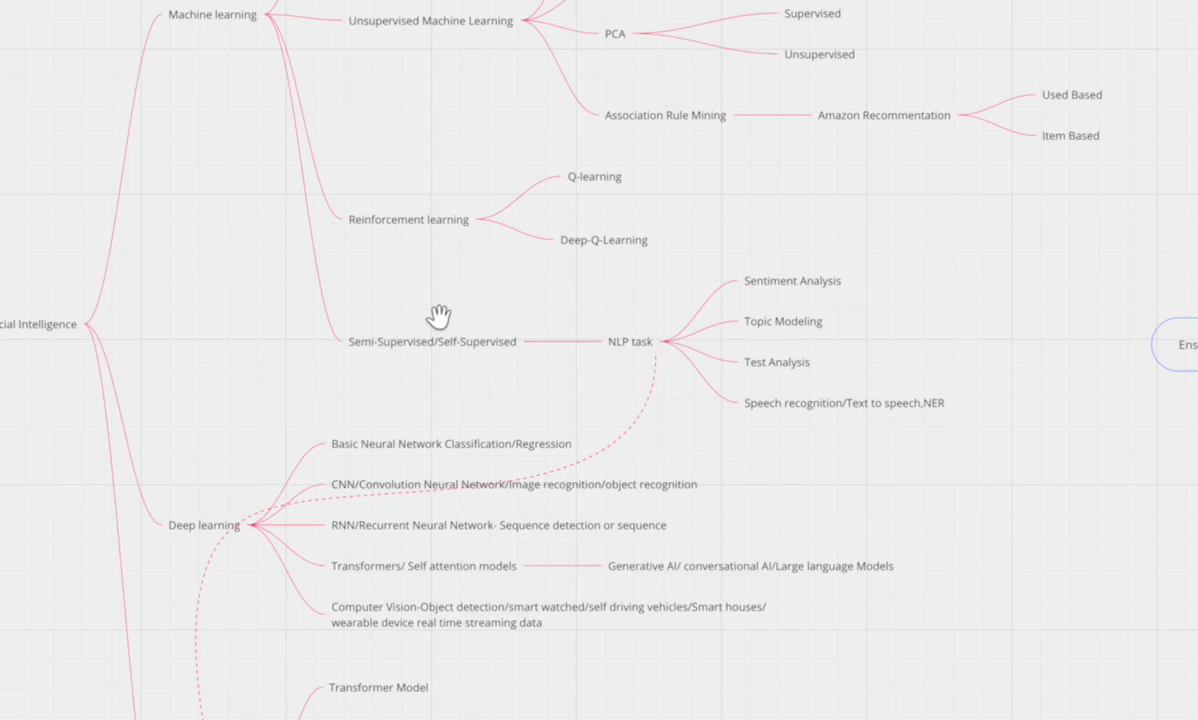 Machine learning
Unsupervised Machine Learning
PCA
Supervised
Unsupervised
Association Rule Mining
Amazon Recommentation
Used Based
Item Based
Reinforcement learning
Q-learning
Deep-Q-Learning
cial Intelligence
Semi-Supervised/Self-Supervised
NLP task
Sentiment Analysis
Topic Modeling
Test Analysis
Speech recognition/Text to speech,NER
Ens
Deep learning
Basic Neural Network Classification/Regression
CNN/Convolution Neural Network/Image recognition/object recognition
RNN/Recurrent Neural Network- Sequence detection or sequence
Transformers/ Self attention models
Generative AI/ conversational AI/Large language Models
Computer Vision-Object detection/smart watched/self driving vehicles/Smart houses/
wearable device real time streaming data
Transformer Model